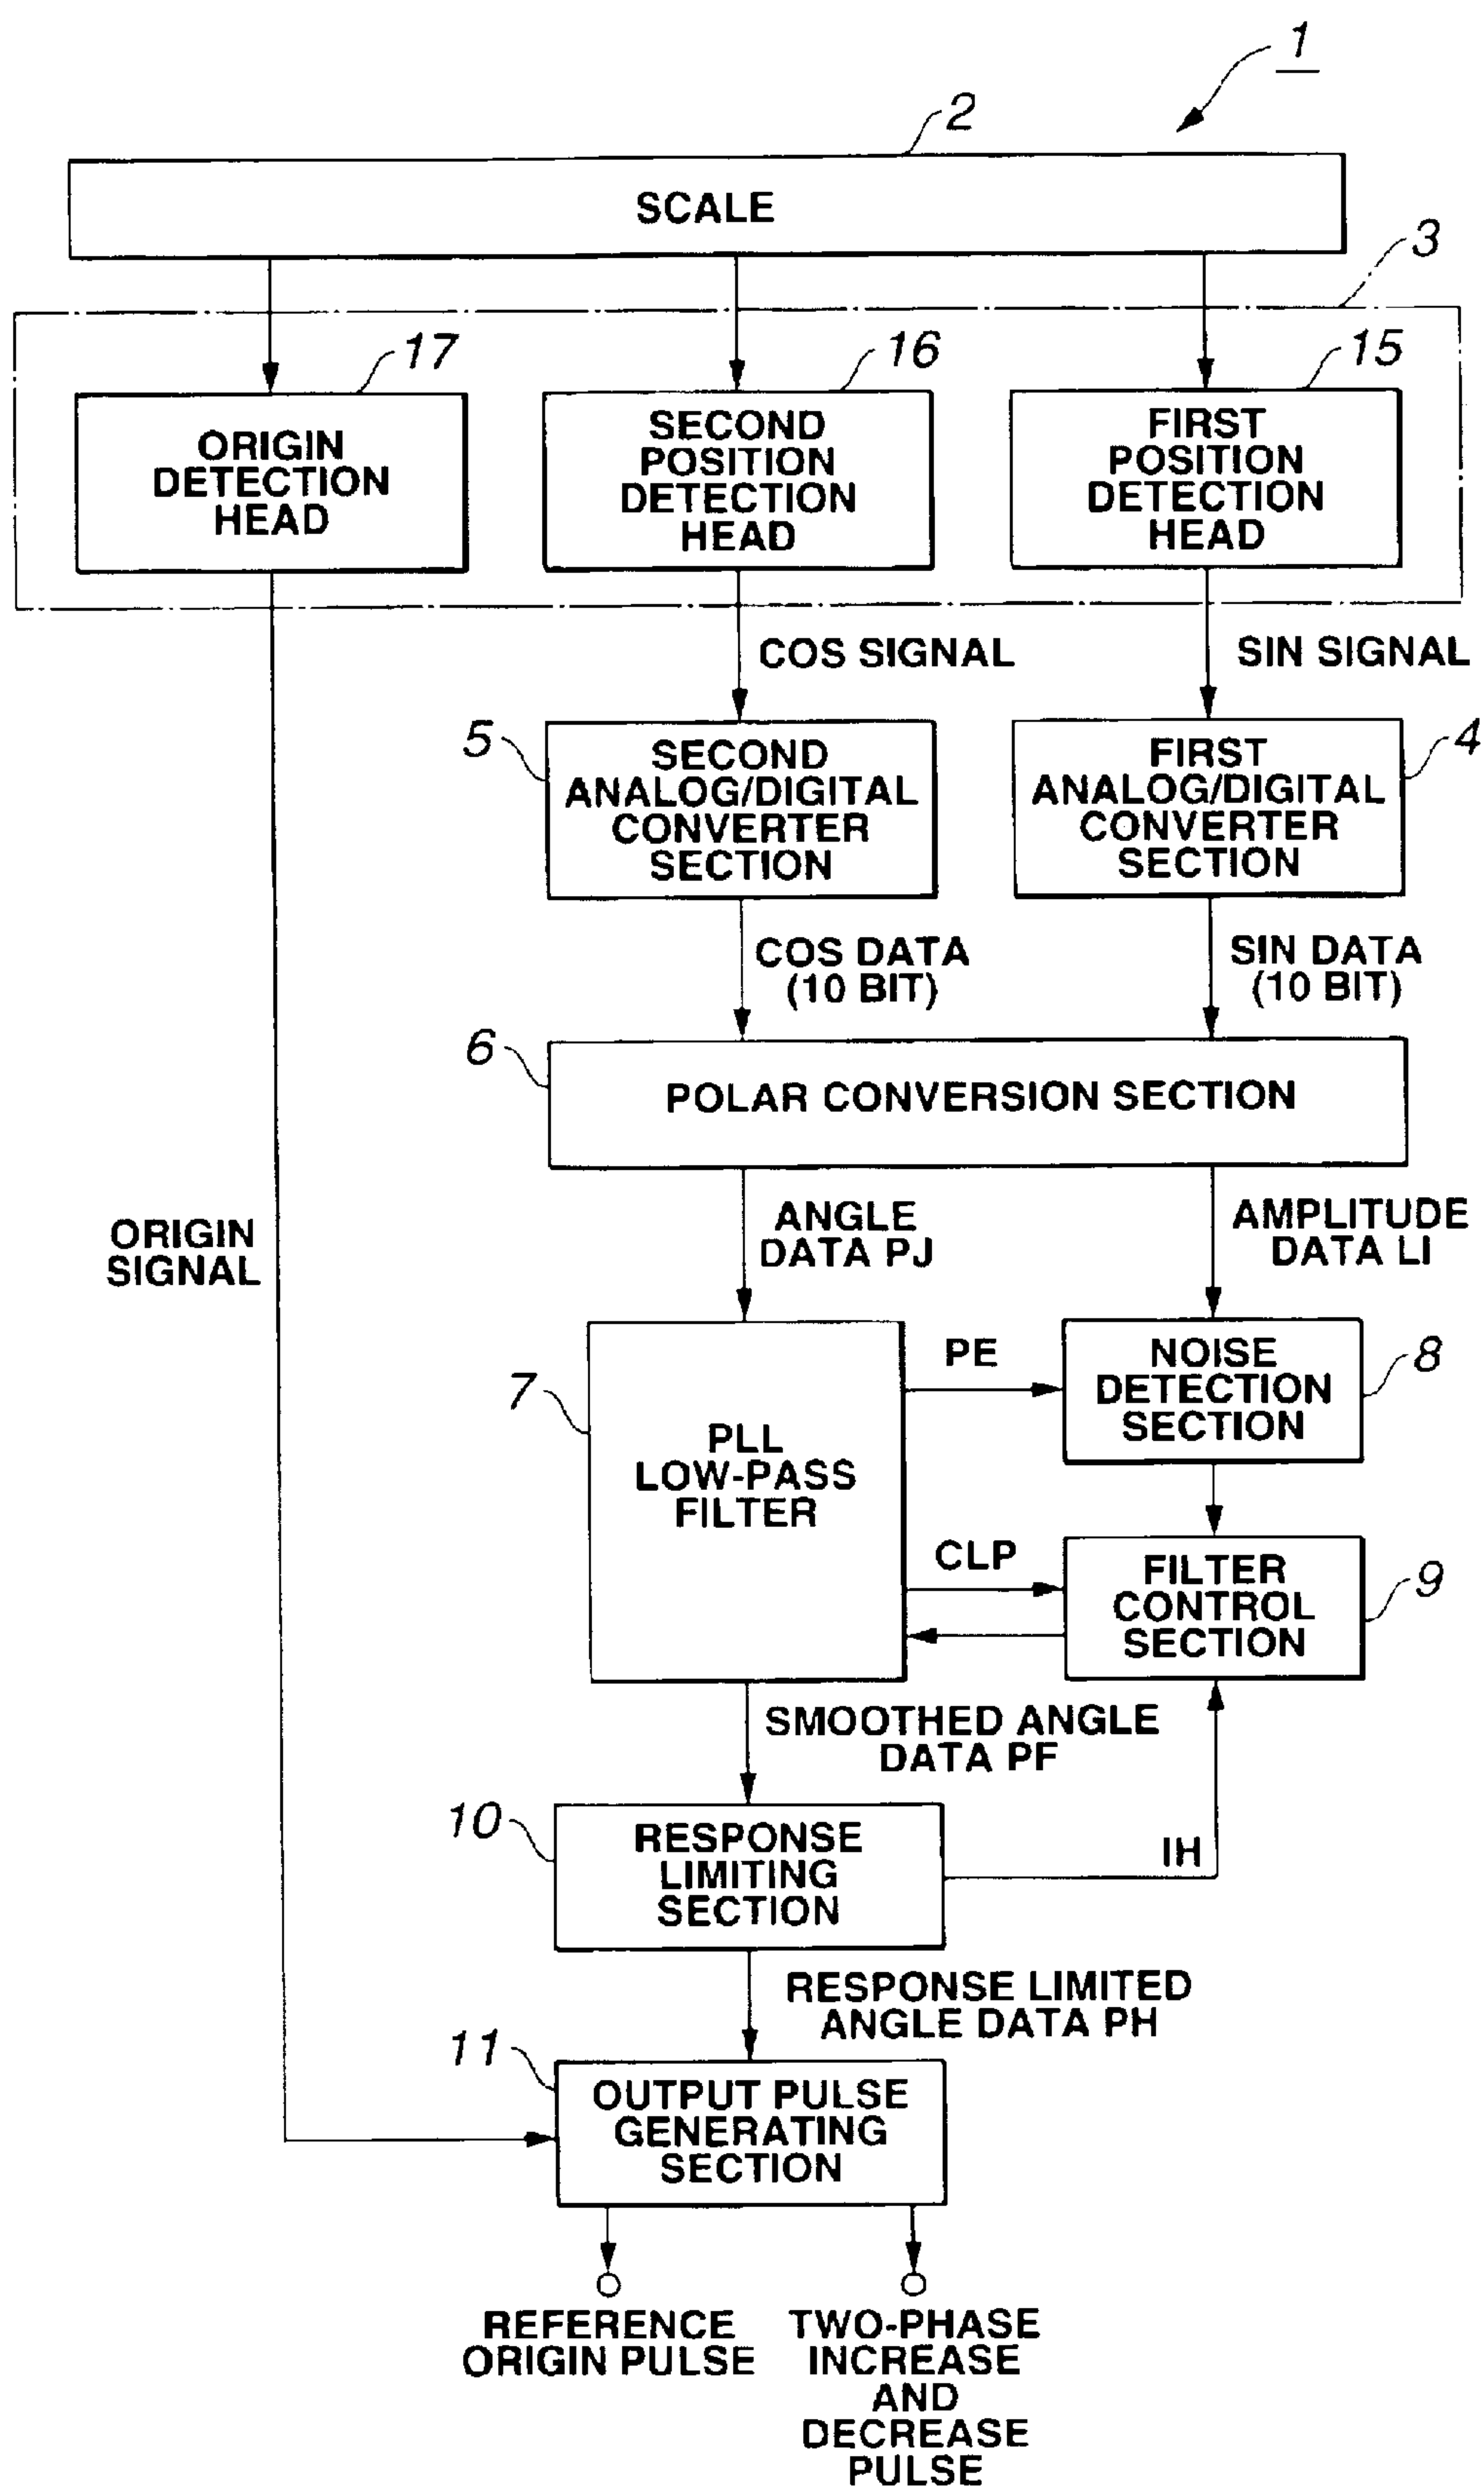 1
2
SCALE
3
17
16
15
ORIGIN
DETECTION
HEAD
SECOND
POSITION
DETECTION
HEAD
FIRST
POSITION
DETECTION
HEAD
COS SIGNAL
SIN SIGNAL
5
4
SECOND
ANALOG/DIGITAL
CONVERTER
SECTION
FIRST
ANALOG/DIGITAL
CONVERTER
SECTION
COS DATA
(10 BIT)
SIN DATA
(10 BIT)
6
POLAR CONVERSION SECTION
ORIGIN
SIGNAL
ANGLE
DATA PJ
AMPLITUDE
DATA LI
7
PLL
LOW-PASS
FILTER
PE
NOISE
DETECTION
SECTION
8
CLP
FILTER
CONTROL
SECTION
9
SMOOTHED ANGLE
DATA PF
10
RESPONSE
LIMITING
SECTION
IH
RESPONSE LIMITED
ANGLE DATA PH
11
OUTPUT PULSE
GENERATING
SECTION
REFERENCE
ORIGIN PULSE
TWO-PHASE
INCREASE
AND
DECREASE
PULSE